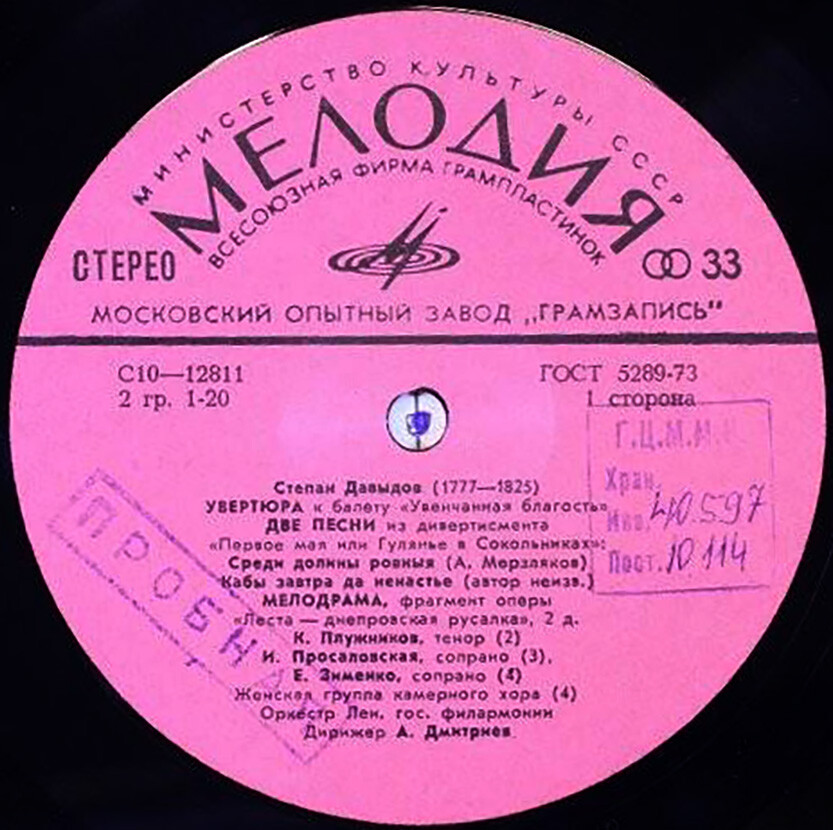 МИНИСТЕРСТВО КУЛЬТУРЫ СССР
МЕЛОДИЯ
ВСЕСОЮЗНАЯ ФИРМА ГРАМПЛАСТИНОК
СТЕРЕО
33
МОСКОВСКИЙ ОПЫТНЫЙ ЗАВОД „ГРАМЗАПИСЬ"
С10—12811
ГОСТ 5289-73
2 гр. 1-20
1 сторона
Г.Ц.М.М.К.
Хран.
Инв. 40.597
Пост. 10 114
Степан Давыдов (1777—1825)
УВЕРТЮРА к балету «Увенчанная благость»
ДВЕ ПЕСНИ из дивертисмента
«Первое мая или Гулянье в Сокольниках»:
Среди долины ровныя (А. Мерзляков)
Кабы завтра да ненастье (автор неизв.)
МЕЛОДРАМА, фрагмент оперы
«Леста — днепровская русалка», 2 д.
К. Плужников, тенор (2)
И. Просаловская, сопрано (3),
Е. Зименко, сопрано (4)
Женская группа камерного хора (4)
Оркестр Лен. гос. филармонии
Дирижер А. Дмитриев
ПРОБНАЯ